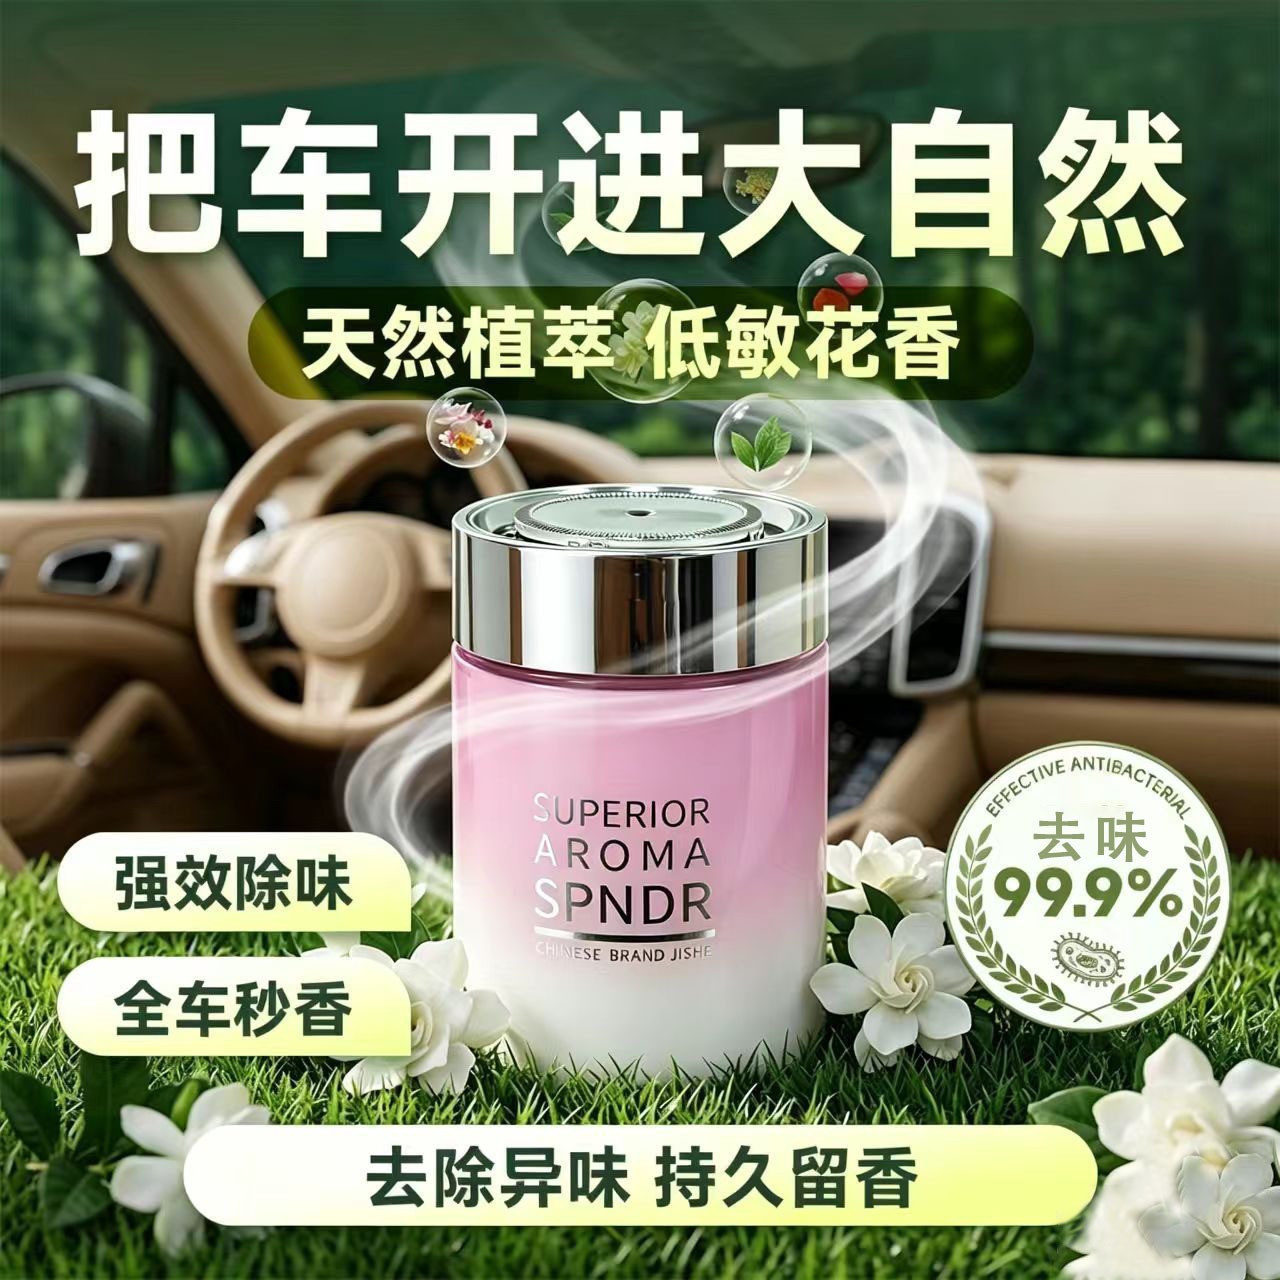 把车开进大自然
天然植萃 低敏花香
SUPERIOR
AROMA
SPNDR
CHINESE BRAND JISHE
EFFECTIVE ANTIBACTERIAL
去味
99.9%
强效除味
全车秒香
去除异味 持久留香